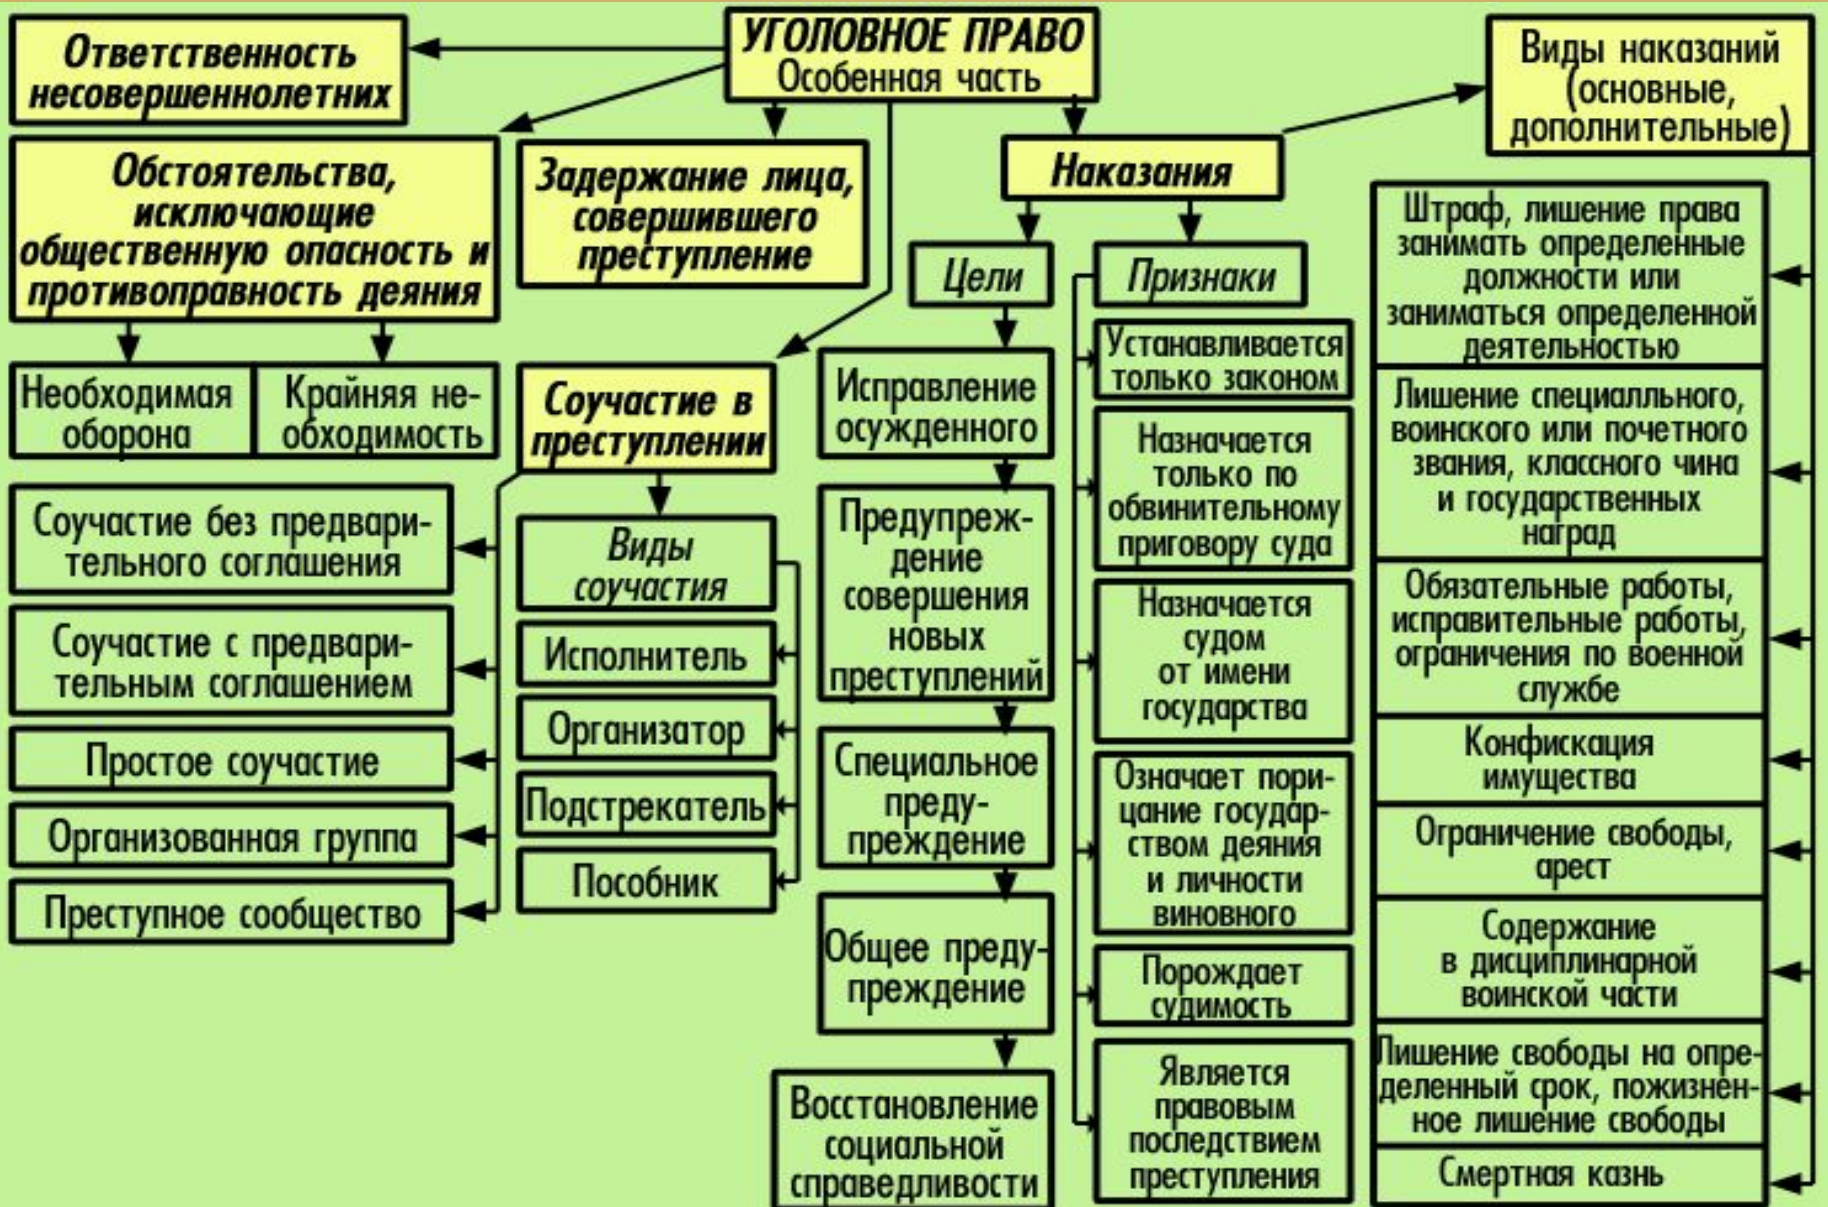 УГОЛОВНОЕ ПРАВО
Особенная часть
Ответственность
несовершеннолетних
Обстоятельства,
исключающие
общественную опасность и
противоправность деяния
Необходимая
оборона
Крайняя не-
обходимость
Задержание лица,
совершившего
преступление
Соучастие в
преступлении
Соучастие без предвари-
тельного соглашения
Соучастие с предвари-
тельным соглашением
Простое соучастие
Организованная группа
Преступное сообщество
Виды
соучастия
Исполнитель
Организатор
Подстрекатель
Пособник
Наказания
Цели
Исправление
осужденного
Предупреж-
дение
совершения
новых
преступлений
Специальное
преду-
преждение
Общее преду-
преждение
Восстановление
социальной
справедливости
Признаки
Устанавливается
только законом
Назначается
только по
обвинительному
приговору суда
Назначается
судом
от имени
государства
Означает пори-
цание государ-
ством деяния
и личности
виновного
Порождает
судимость
Является
правовым
последствием
преступления
Виды наказаний
(основные,
дополнительные)
Штраф, лишение права
занимать определенные
должности или
заниматься определенной
деятельностью
Лишение специалльного,
воинского или почетного
звания, классного чина
и государственных
наград
Обязательные работы,
исправительные работы,
ограничения по военной
службе
Конфискация
имущества
Ограничение свободы,
арест
Содержание
в дисциплинарной
воинской части
Лишение свободы на опре-
деленный срок, пожизнен-
ное лишение свободы
Смертная казнь